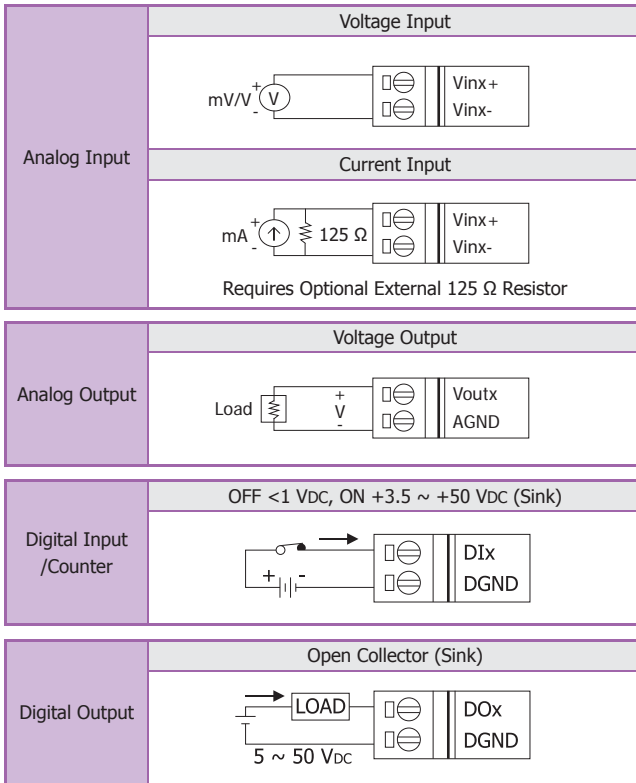 Analog Input
Voltage Input
mV/V
+
V
-
Vinx+
Vinx-
Current Input
mA
+
-
125 Ω
Vinx+
Vinx-
Requires Optional External 125 Ω Resistor
Analog Output
Voltage Output
Load
+
V
-
Voutx
AGND
Digital Input
/Counter
OFF <1 VDC, ON +3.5 ~ +50 VDC (Sink)
+ -
DIx
DGND
Digital Output
Open Collector (Sink)
LOAD
5 ~ 50 VDC
DOx
DGND